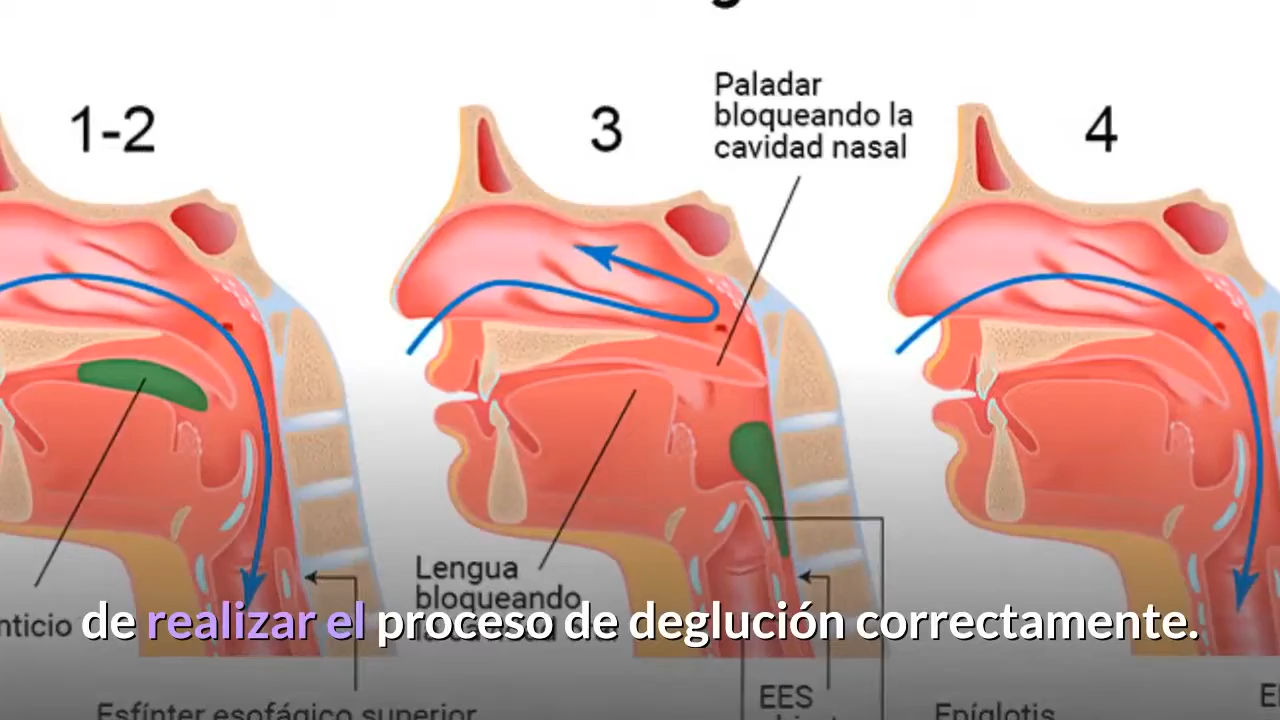 1-2
3
Paladar
bloqueando la
cavidad nasal
4
Lengua
bloqueando
de realizar el proceso de deglución correctamente.
EES
Esfínter esofágico superior
Epíglotis